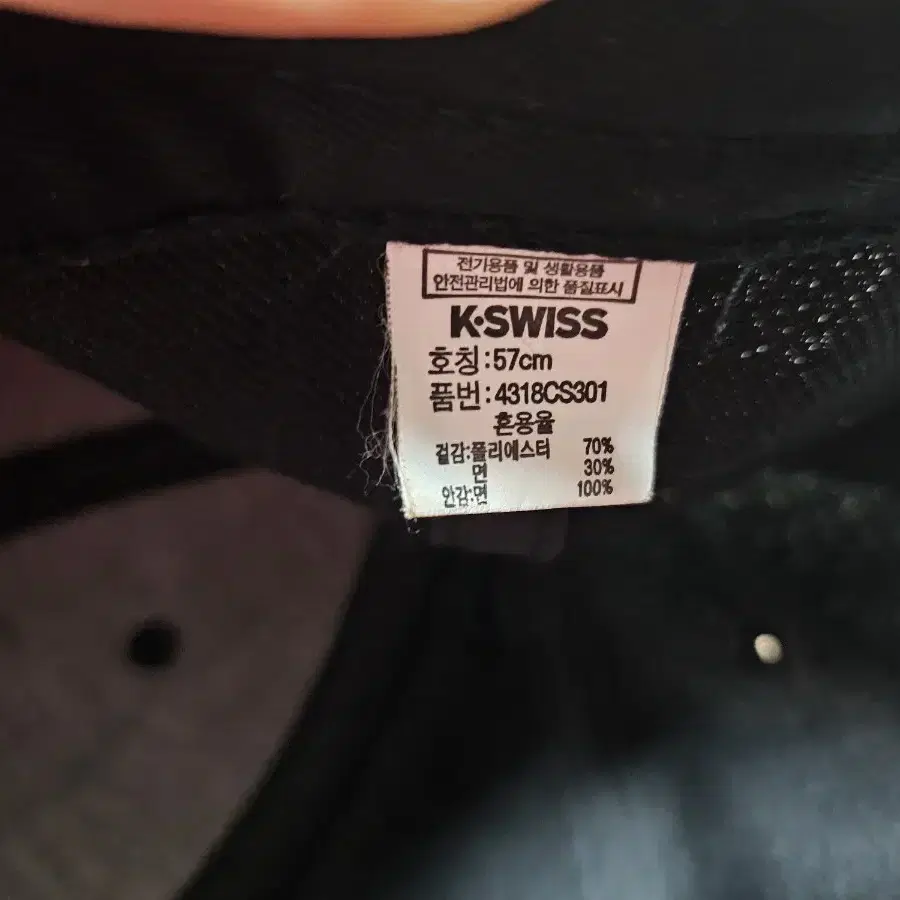 전기용품 및 생활용품
안전관리법에 의한 품질표시
K·SWISS
호칭:57cm
품번:4318CS301
혼용율
겉감:폴리에스터 70%
면 30%
안감:면 100%